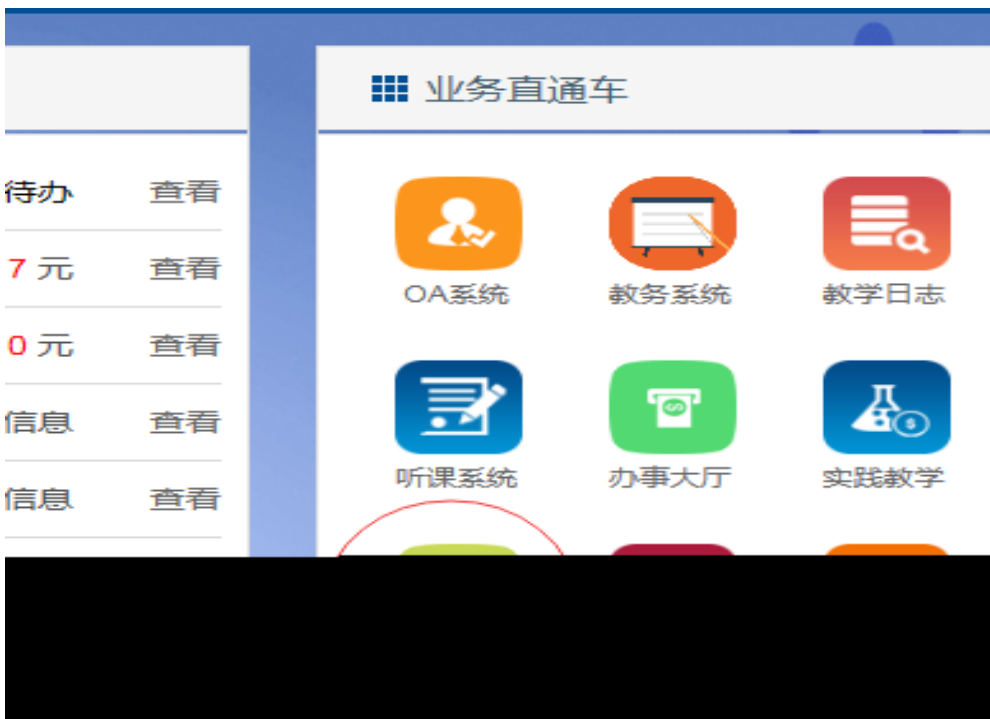 业务直通车
待办 查看
7 元 查看
0 元 查看
信息 查看
信息 查看
OA系统 教务系统 教学日志
听课系统 办事大厅 实践教学